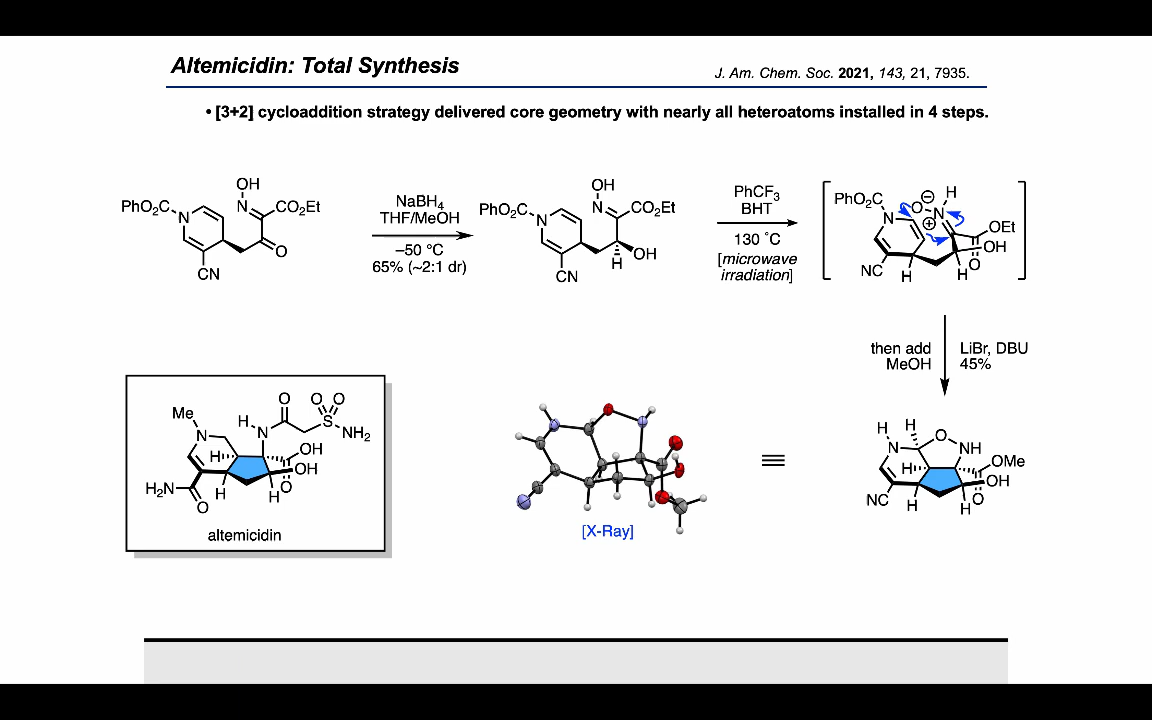 Altemicidin: Total Synthesis
J. Am. Chem. Soc. 2021, 143, 21, 7935.
• [3+2] cycloaddition strategy delivered core geometry with nearly all heteroatoms installed in 4 steps.
OH
PhO2C
N
N
CO2Et
O
CN
NaBH4
THF/MeOH
–50 °C
65% (~2:1 dr)
OH
PhO2C
N
N
CO2Et
OH
H
CN
PhCF3
BHT
130 °C
[microwave
irradiation]
PhO2C
N
O
⊖
N
H
⊕
OEt
OH
O
NC
H
H
then add
MeOH
LiBr, DBU
45%
Me
N
H
N
O
O
O
S
NH2
H
OH
OH
O
H2N
O
H
H
altemicidin
[X-Ray]
≡
H
N
H
O
NH
H
OMe
OH
O
NC
H
H